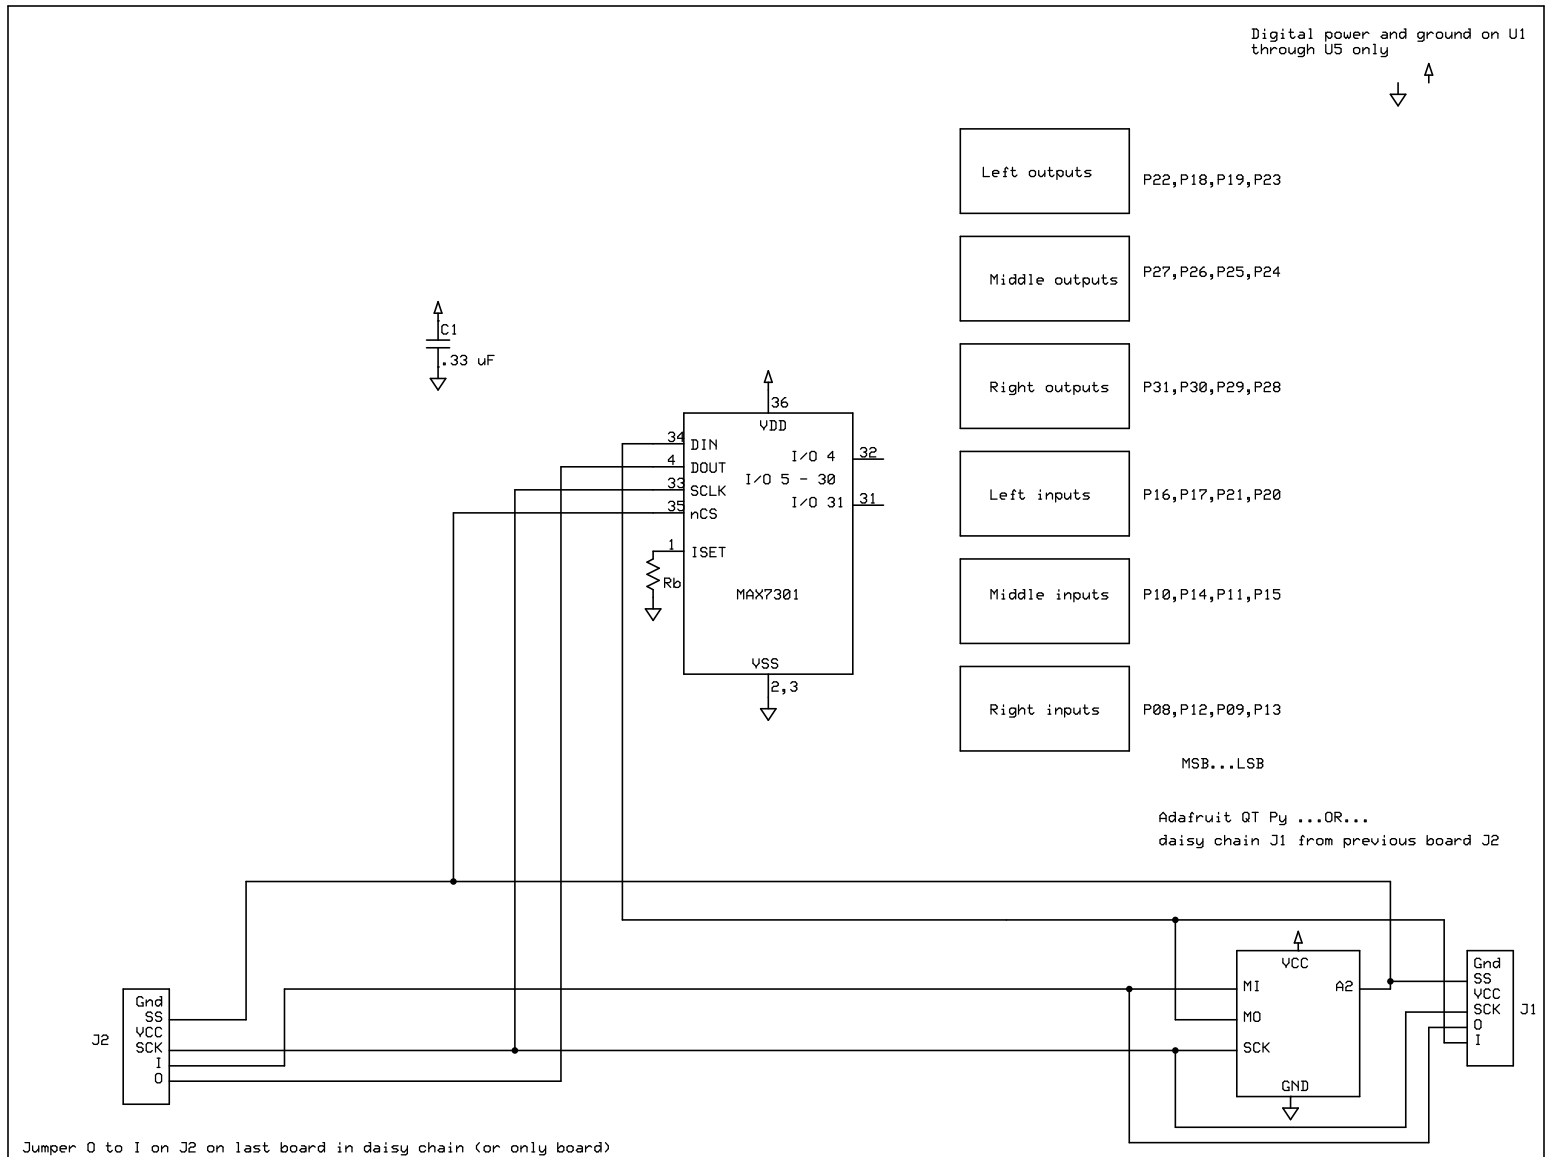 Digital power and ground on U1
through U5 only
Left outputs
P22,P18,P19,P23
Middle outputs
P27,P26,P25,P24
C1
.33 uF
Right outputs
P31,P30,P29,P28
36
VDD
34
DIN
4
DOUT
33
SCLK
35
nCS
I/O 4
32
I/O 5 - 30
I/O 31
31
Left inputs
P16,P17,P21,P20
1
ISET
Rb
MAX7301
Middle inputs
P10,P14,P11,P15
VSS
2,3
Right inputs
P08,P12,P09,P13
MSB...LSB
Adafruit QT Py ...OR...
daisy chain J1 from previous board J2
VCC
MI
A2
MO
SCK
GND
Gnd
SS
VCC
SCK
O
I
J1
J2
Gnd
SS
VCC
SCK
I
O
Jumper O to I on J2 on last board in daisy chain (or only board)